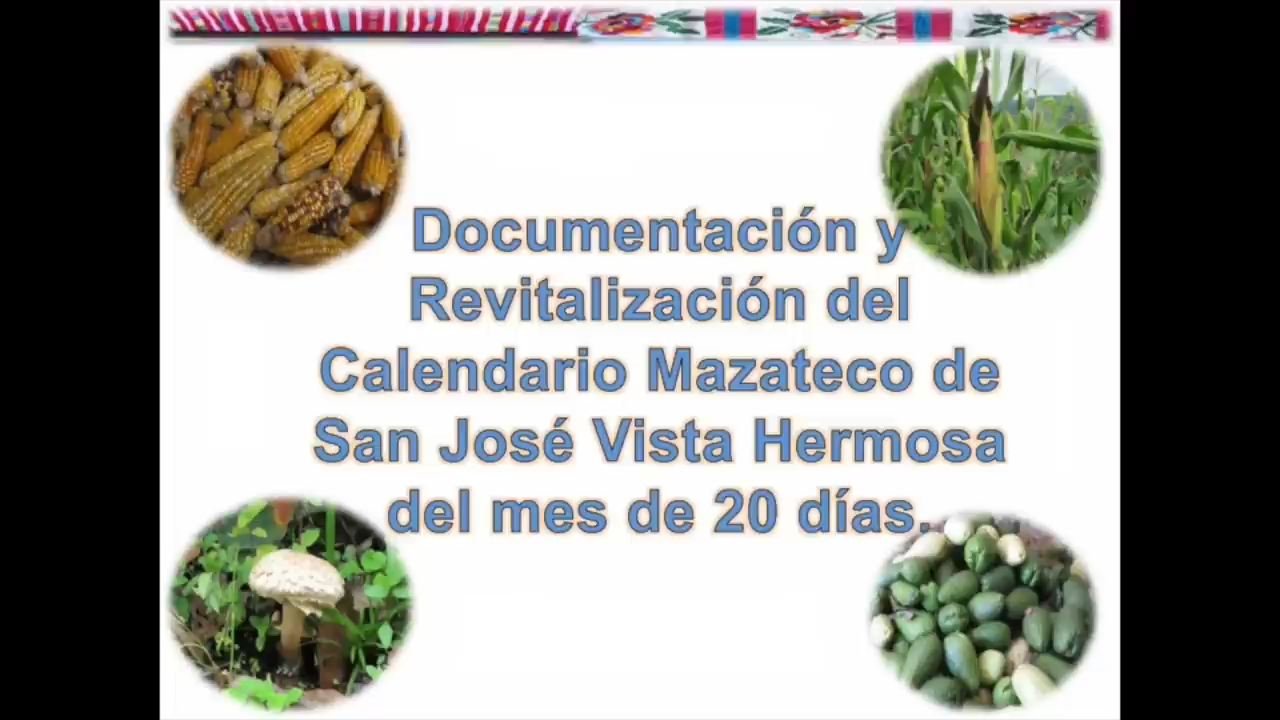 Documentación y
Revitalización del
Calendario Mazateco de
San José Vista Hermosa
del mes de 20 días.